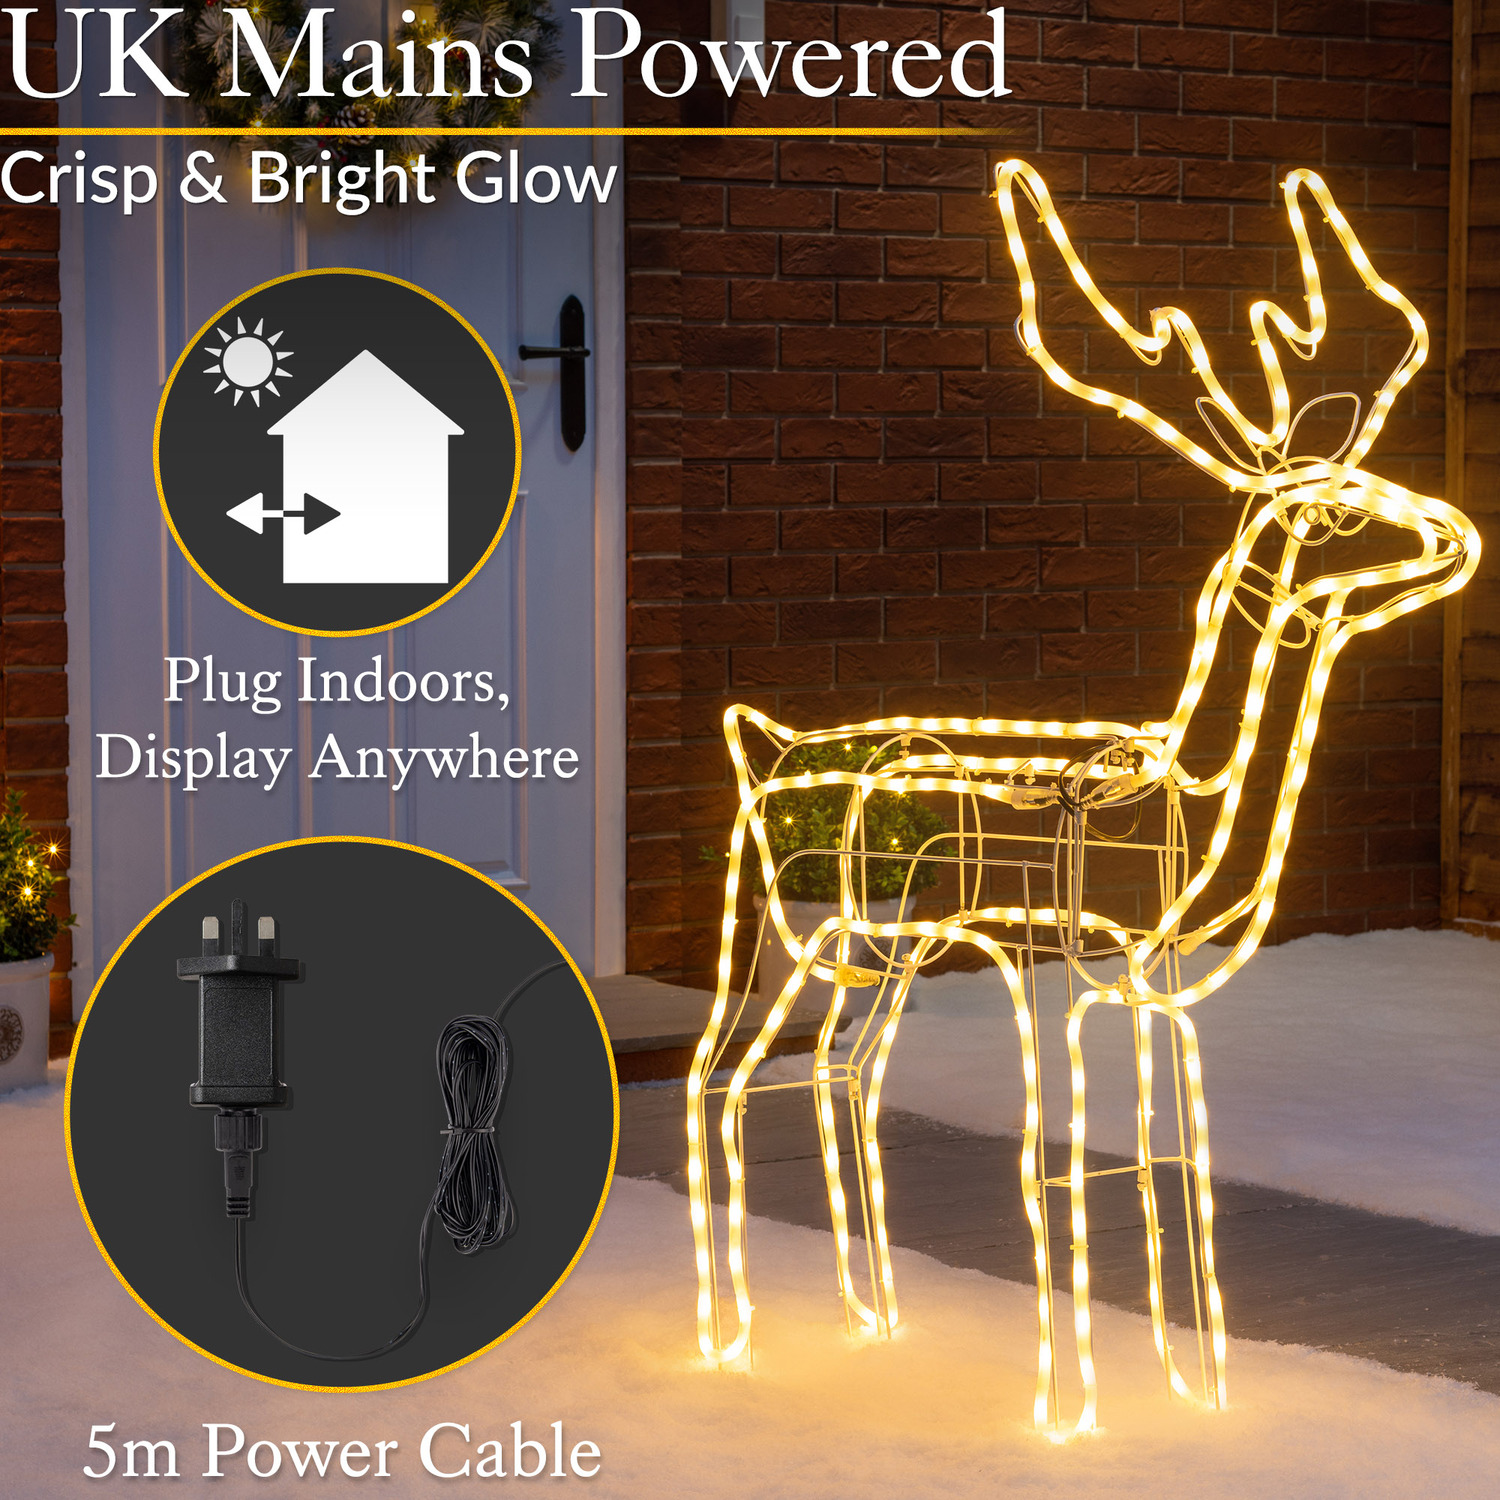 UK Mains Powered
Crisp & Bright Glow
Plug Indoors,
Display Anywhere
5m Power Cable